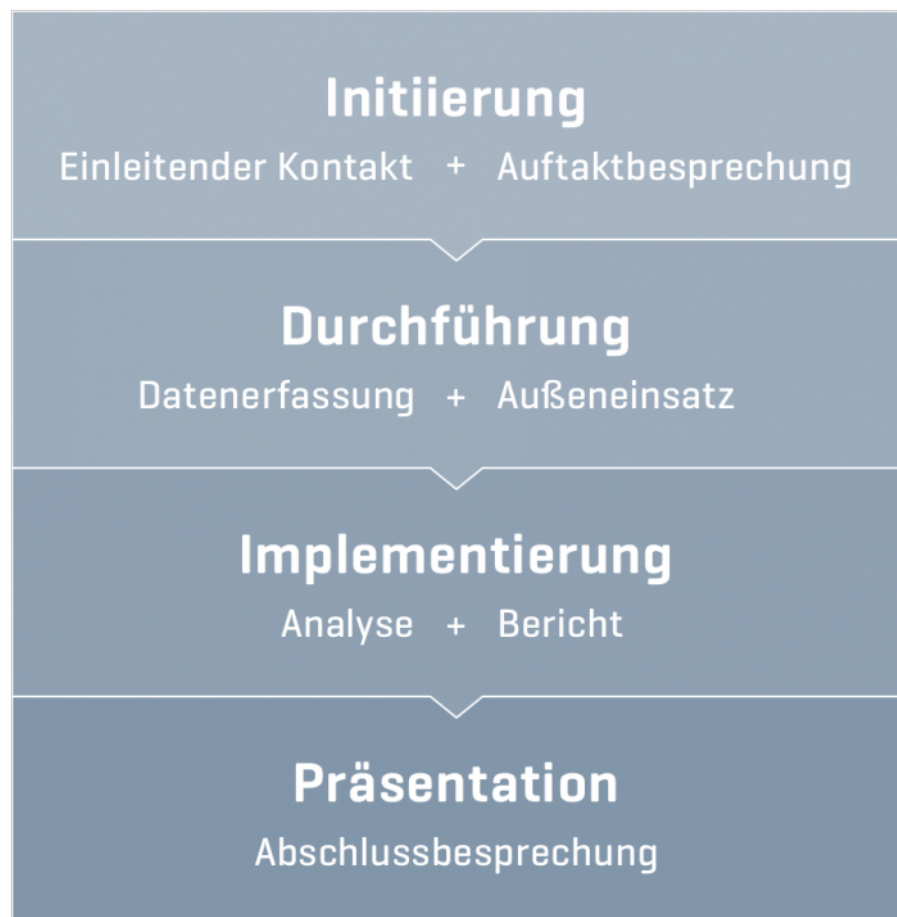 Initiierung
Einleitender Kontakt + Auftaktbesprechung
Durchführung
Datenerfassung + Außeneinsatz
Implementierung
Analyse + Bericht
Präsentation
Abschlussbesprechung